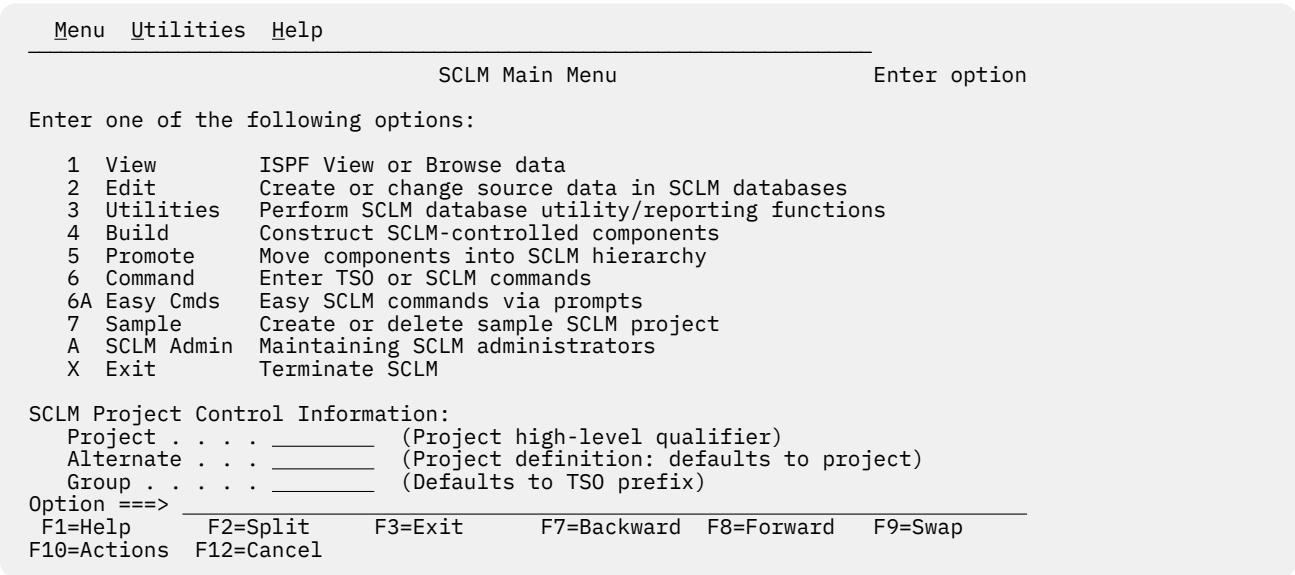 Menu  Utilities  Help
SCLM Main Menu                    Enter option
Enter one of the following options:
1  View        ISPF View or Browse data
2  Edit        Create or change source data in SCLM databases
3  Utilities   Perform SCLM database utility/reporting functions
4  Build       Construct SCLM-controlled components
5  Promote     Move components into SCLM hierarchy
6  Command     Enter TSO or SCLM commands
6A Easy Cmds   Easy SCLM commands via prompts
7  Sample      Create or delete sample SCLM project
A  SCLM Admin  Maintaining SCLM administrators
X  Exit        Terminate SCLM
SCLM Project Control Information:
Project . . . . ________  (Project high-level qualifier)
Alternate . . . ________  (Project definition: defaults to project)
Group . . . . . ________  (Defaults to TSO prefix)
Option ===> __________________________________________________________________
F1=Help      F2=Split     F3=Exit      F7=Backward  F8=Forward   F9=Swap
F10=Actions  F12=Cancel